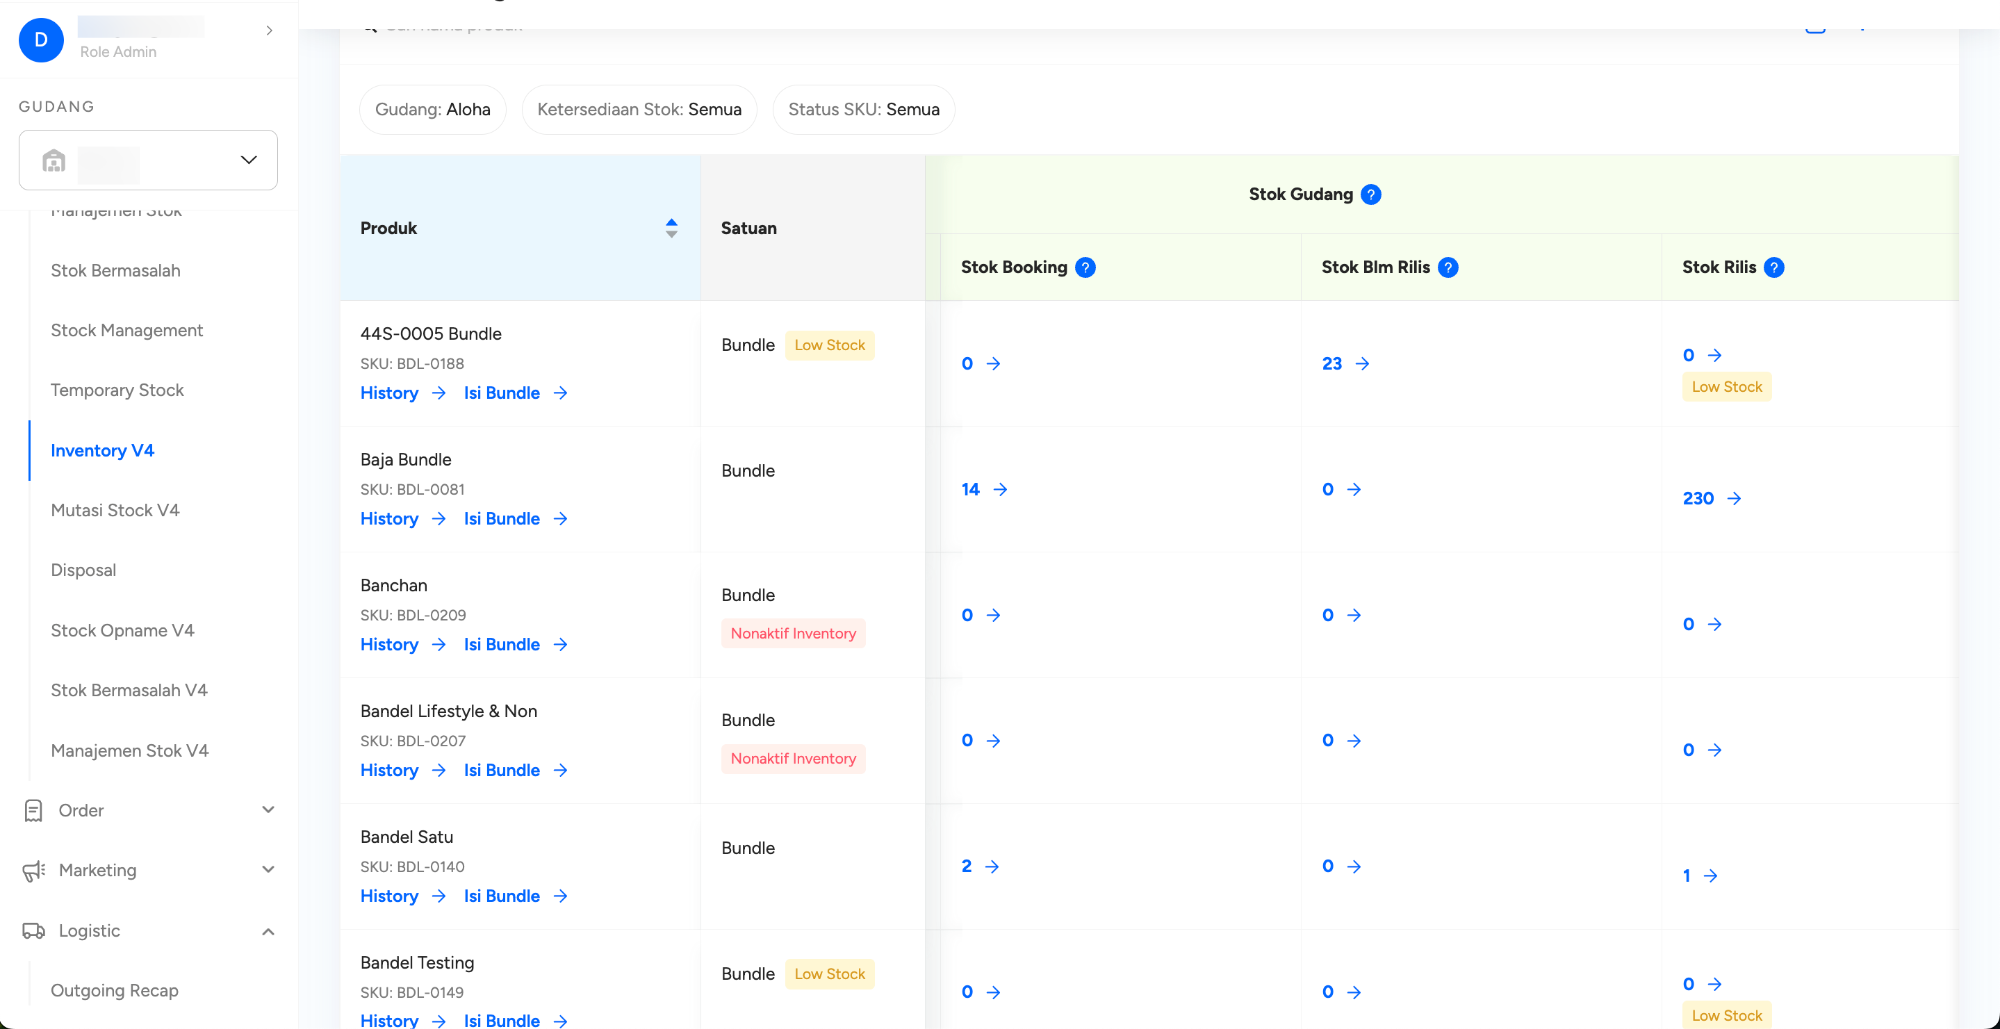 D
Role Admin
GUDANG
Manajemen Stok
Stok Bermasalah
Stock Management
Temporary Stock
Inventory V4
Mutasi Stock V4
Disposal
Stock Opname V4
Stok Bermasalah V4
Manajemen Stok V4
Order
Marketing
Logistic
Outgoing Recap
Cari nama produk
Gudang: Aloha
Ketersediaan Stok: Semua
Status SKU: Semua
Produk
Satuan
Stok Gudang ?
Stok Booking ?
Stok Blm Rilis ?
Stok Rilis ?
44S-0005 Bundle
SKU: BDL-0188
History → Isi Bundle →
Bundle Low Stock
0 →
23 →
0 →
Low Stock
Baja Bundle
SKU: BDL-0081
History → Isi Bundle →
Bundle
14 →
0 →
230 →
Banchan
SKU: BDL-0209
History → Isi Bundle →
Bundle
Nonaktif Inventory
0 →
0 →
0 →
Bandel Lifestyle & Non
SKU: BDL-0207
History → Isi Bundle →
Bundle
Nonaktif Inventory
0 →
0 →
0 →
Bandel Satu
SKU: BDL-0140
History → Isi Bundle →
Bundle
2 →
0 →
1 →
Bandel Testing
SKU: BDL-0149
History → Isi Bundle →
Bundle Low Stock
0 →
0 →
0 →
Low Stock